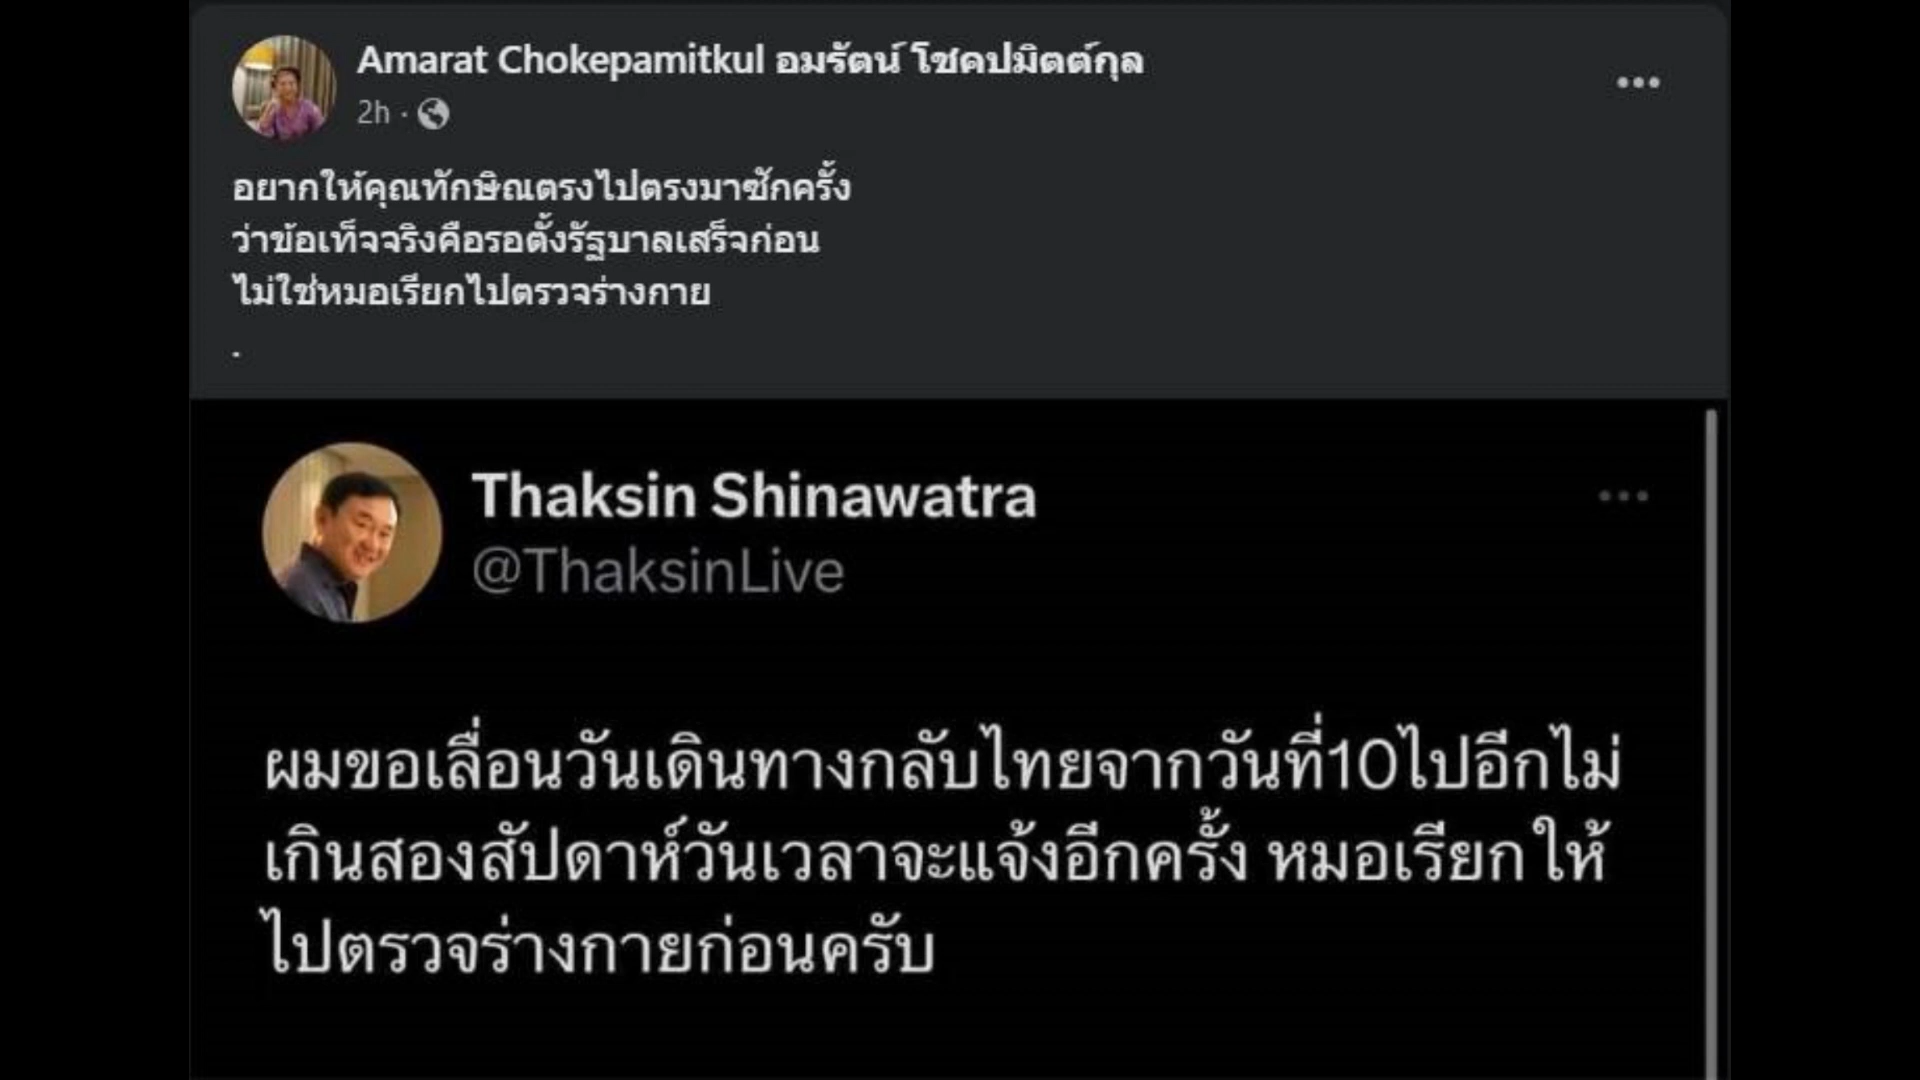 Amarat Chokepamitkul อมรัตน์ โชคปมิตต์กุล
2h ·
อยากให้คุณทักษิณตรงไปตรงมาซักครั้ง
ว่าข้อเท็จจริงคือรอตั้งรัฐบาลเสร็จก่อน
ไม่ใช่หมอเรียกไปตรวจร่างกาย
.
Thaksin Shinawatra
@ThaksinLive
ผมขอเลื่อนวันเดินทางกลับไทยจากวันที่10ไปอีกไม่
เกินสองสัปดาห์วันเวลาจะแจ้งอีกครั้ง หมอเรียกให้
ไปตรวจร่างกายก่อนครับ